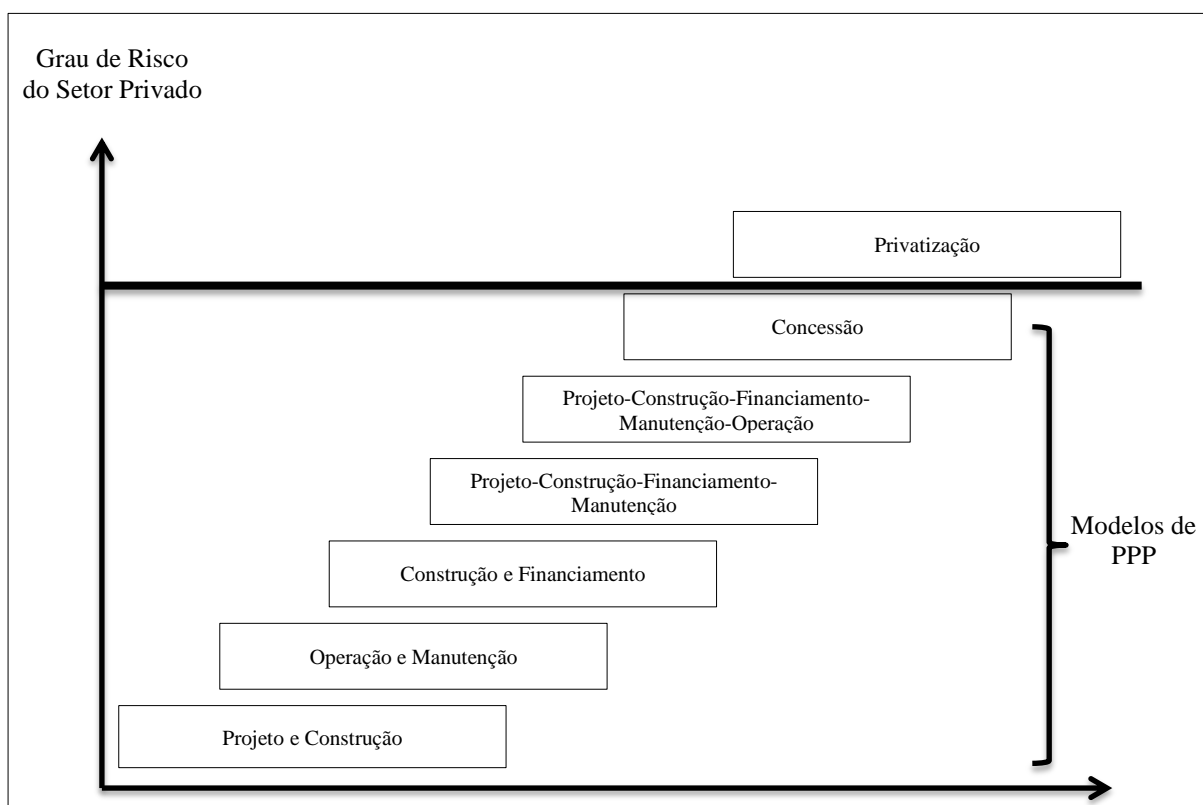 Grau de Risco
do Setor Privado
Privatização
Concessão
Projeto-Construção-Financiamento-
Manutenção-Operação
Projeto-Construção-Financiamento-
Manutenção
Modelos de
PPP
Construção e Financiamento
Operação e Manutenção
Projeto e Construção